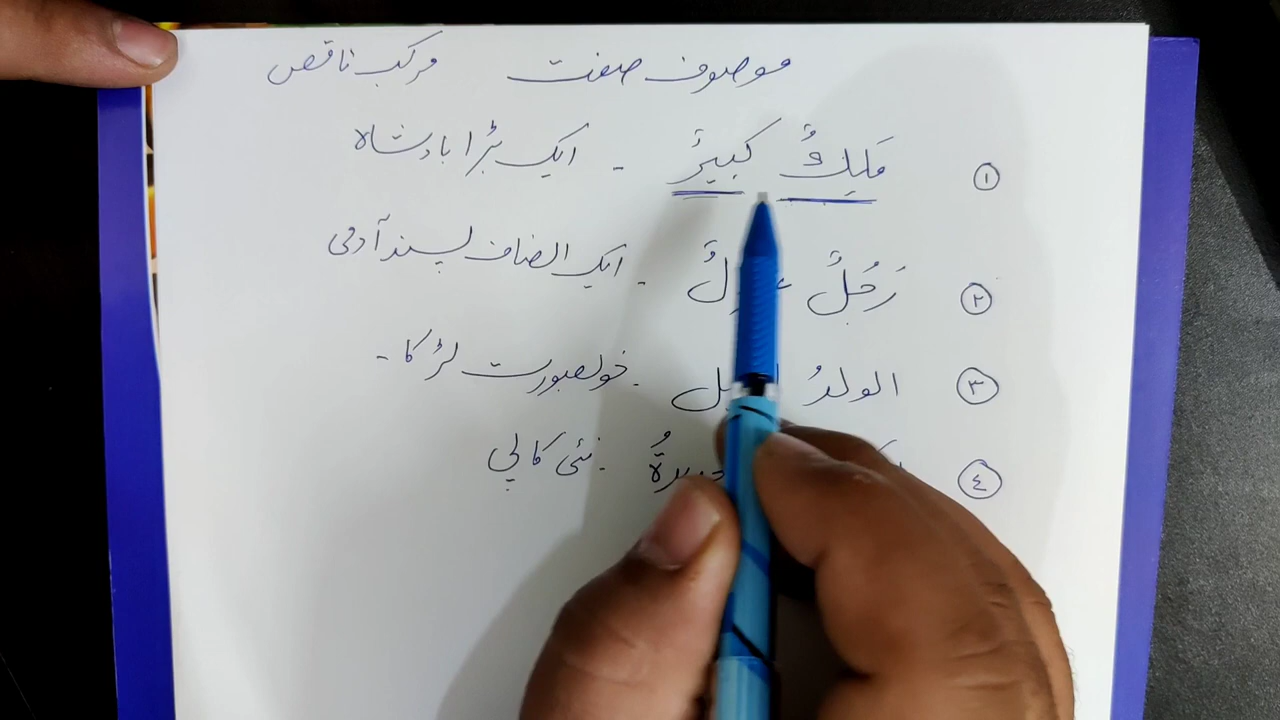 موصوف صفت مرکب ناقص
١ مَلِكٌ كبيرٌ - ایک بڑا بادشاہ
٢ رَجُلٌ - ایک انصاف پسند آدمی
٣ الولدُ - خوبصورت لڑکا -
٤ - نئی کاپی